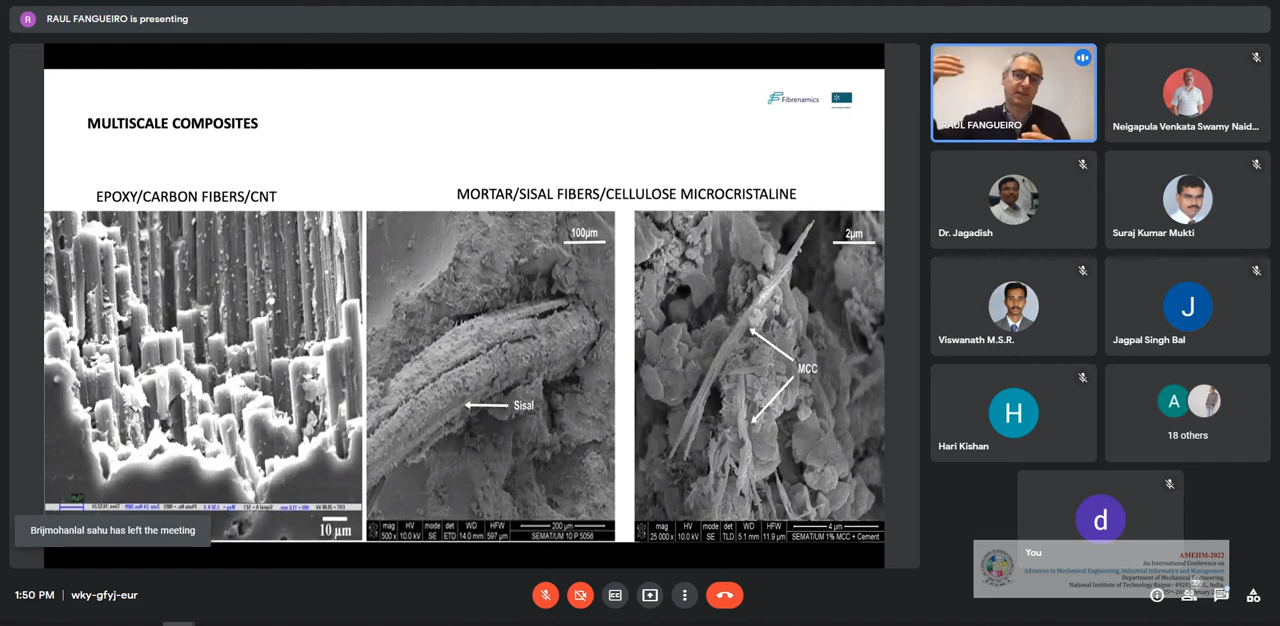 R
RAUL FANGUEIRO is presenting
Fibrenamics
MULTISCALE COMPOSITES
EPOXY/CARBON FIBERS/CNT
MORTAR/SISAL FIBERS/CELLULOSE MICROCRISTALINE
100µm
2µm
Sisal
MCC
10 µm
mag HV mode det WD HFW
500 x 10.0 kV SE ETD 14.0 mm 597 µm
200 µm
SEMAT/UM 10 P 5056
mag HV mode det WD HFW
25 000 x 10.0 kV SE TLD 5.1 mm 11.9 µm
4 µm
SEMAT/UM 1% MCC + Cement
Brijmohanlal sahu has left the meeting
RAUL FANGUEIRO
Neigapula Venkata Swamy Naid...
Dr. Jagadish
Suraj Kumar Mukti
Viswanath M.S.R.
J
Jagpal Singh Bal
H
Hari Kishan
A
18 others
d
You
AMEIIM-2022
An International Conference on
Advances in Mechanical Engineering, Industrial Informatics and Management
Department of Mechanical Engineering,
National Institute of Technology Raipur-
1:50 PM
wky-gfyj-eur